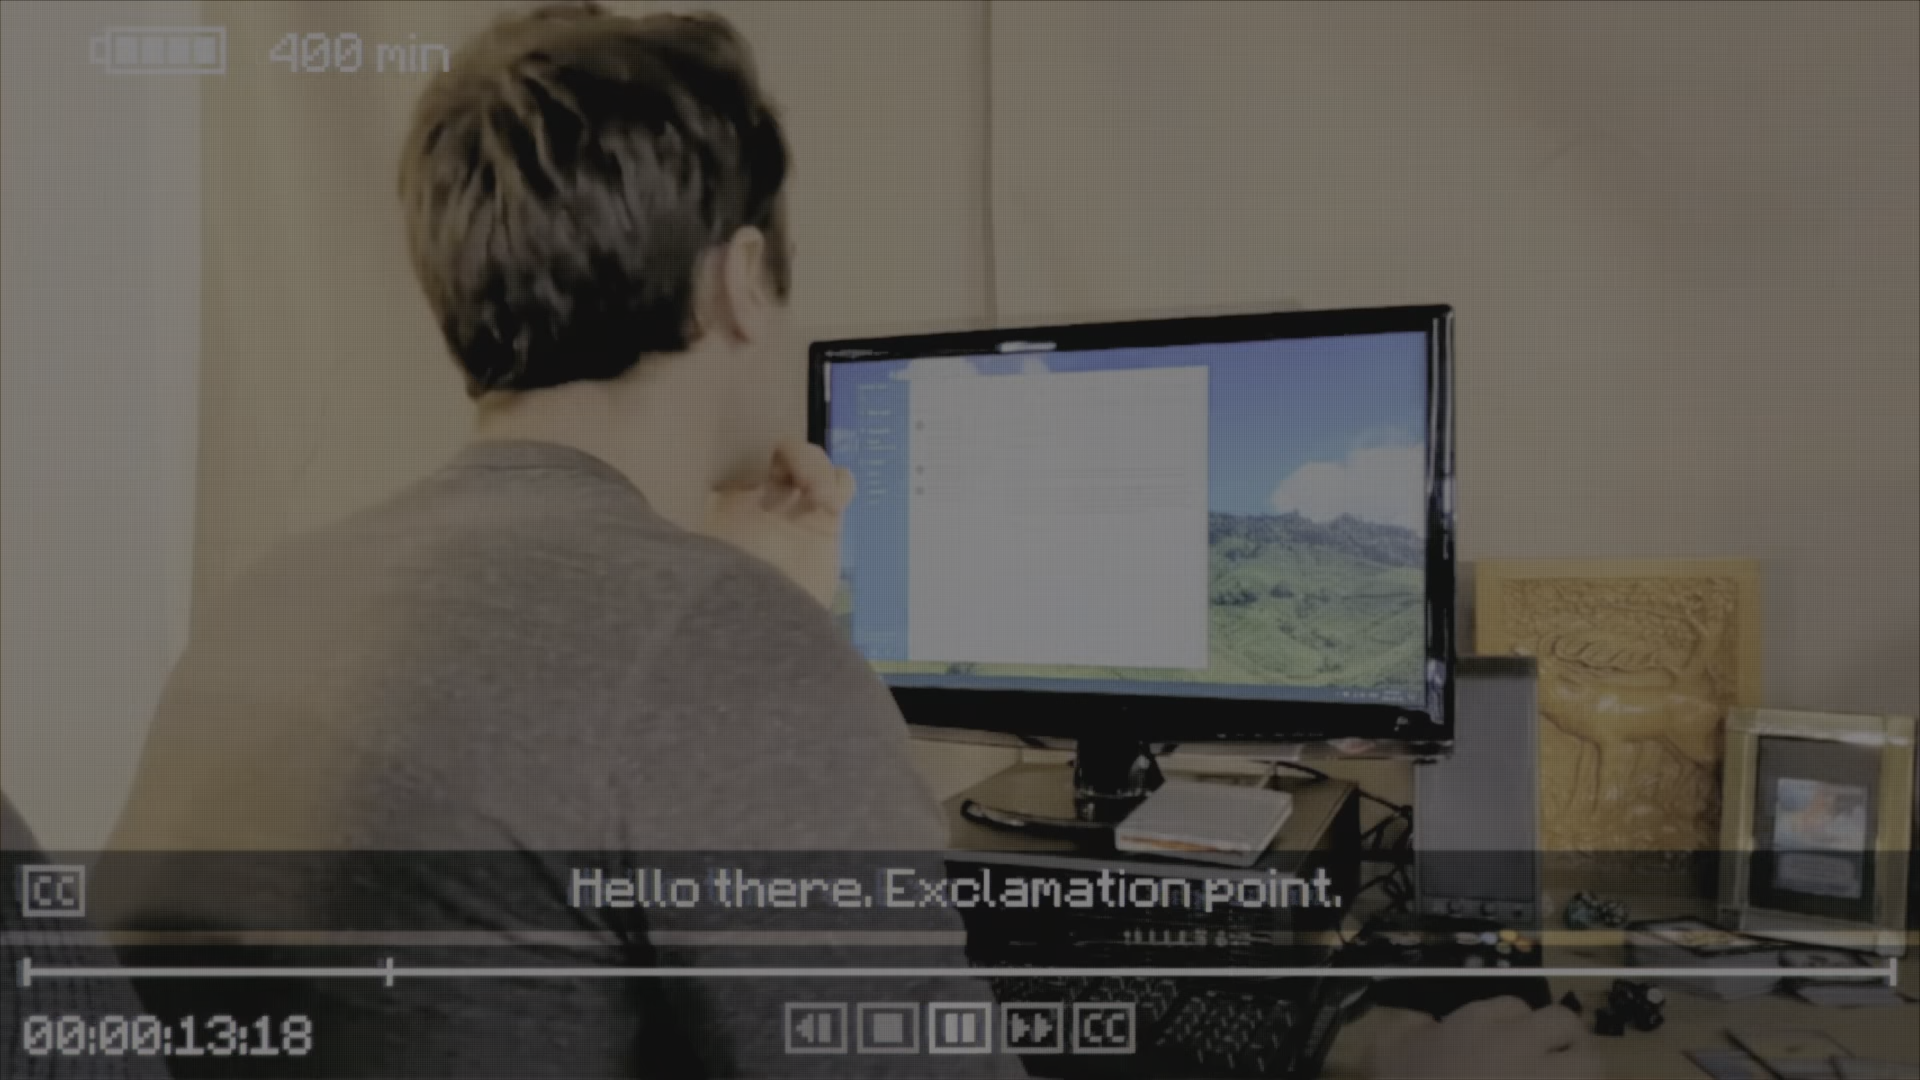 400 min
CC
Hello there. Exclamation point.
00:00:13:18
CC